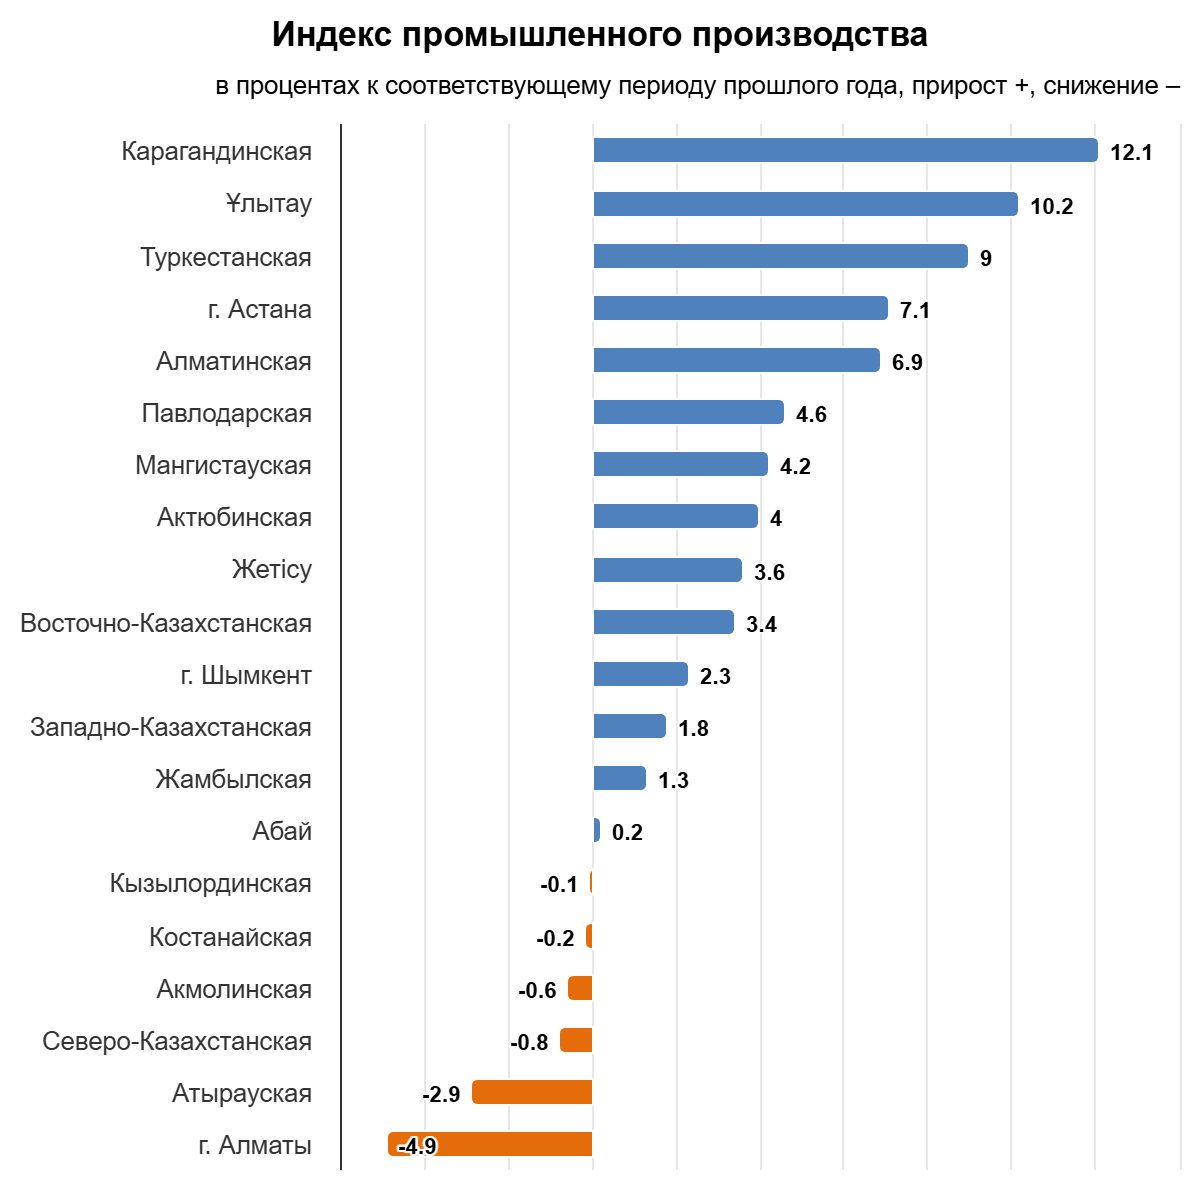 Индекс промышленного производства
в процентах к соответствующему периоду прошлого года, прирост +, снижение –
Карагандинская 12.1
Ұлытау 10.2
Туркестанская 9
г. Астана 7.1
Алматинская 6.9
Павлодарская 4.6
Мангистауская 4.2
Актюбинская 4
Жетісу 3.6
Восточно-Казахстанская 3.4
г. Шымкент 2.3
Западно-Казахстанская 1.8
Жамбылская 1.3
Абай 0.2
Кызылординская -0.1
Костанайская -0.2
Акмолинская -0.6
Северо-Казахстанская -0.8
Атырауская -2.9
г. Алматы -4.9